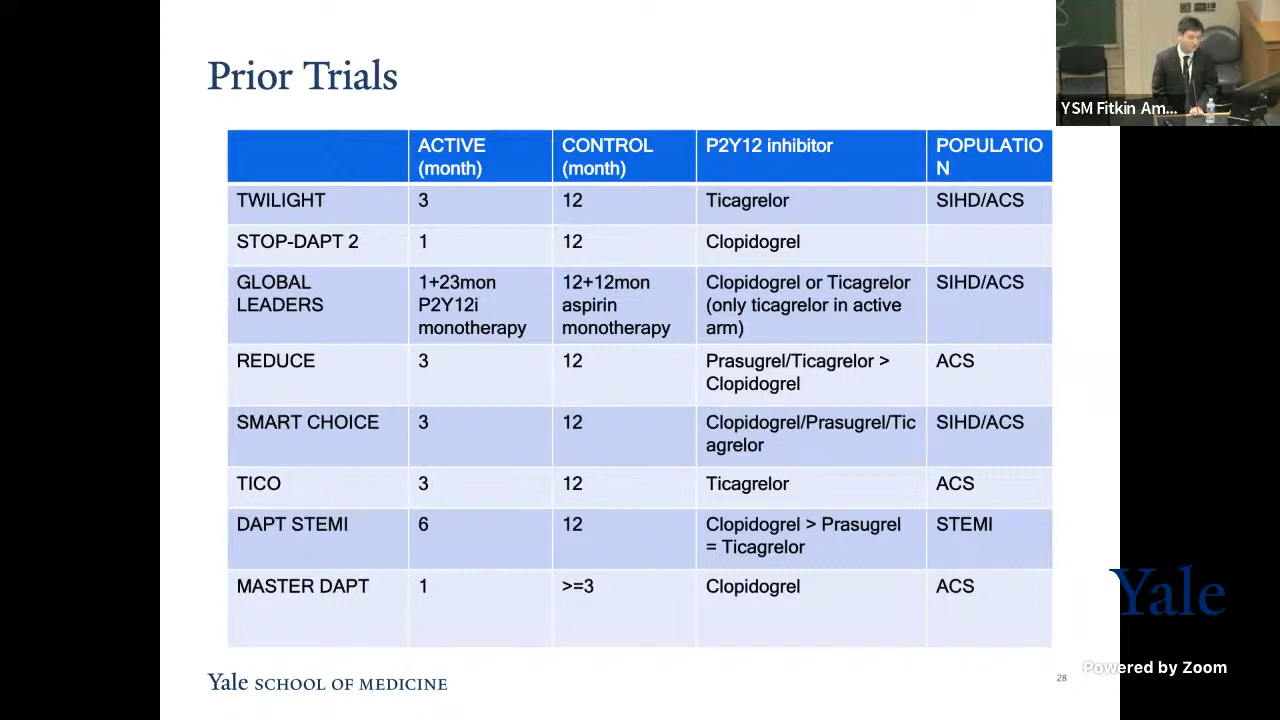 Prior Trials
YSM Fitkin Am...
ACTIVE (month) CONTROL (month) P2Y12 inhibitor POPULATIO
N
TWILIGHT 3 12 Ticagrelor SIHD/ACS
STOP-DAPT 2 1 12 Clopidogrel
GLOBAL LEADERS 1+23mon P2Y12i monotherapy 12+12mon aspirin monotherapy Clopidogrel or Ticagrelor (only ticagrelor in active arm) SIHD/ACS
REDUCE 3 12 Prasugrel/Ticagrelor > Clopidogrel ACS
SMART CHOICE 3 12 Clopidogrel/Prasugrel/Tic
agrelor SIHD/ACS
TICO 3 12 Ticagrelor ACS
DAPT STEMI 6 12 Clopidogrel > Prasugrel = Ticagrelor STEMI
MASTER DAPT 1 >=3 Clopidogrel ACS
Yale
Powered by Zoom
Yale SCHOOL OF MEDICINE
28